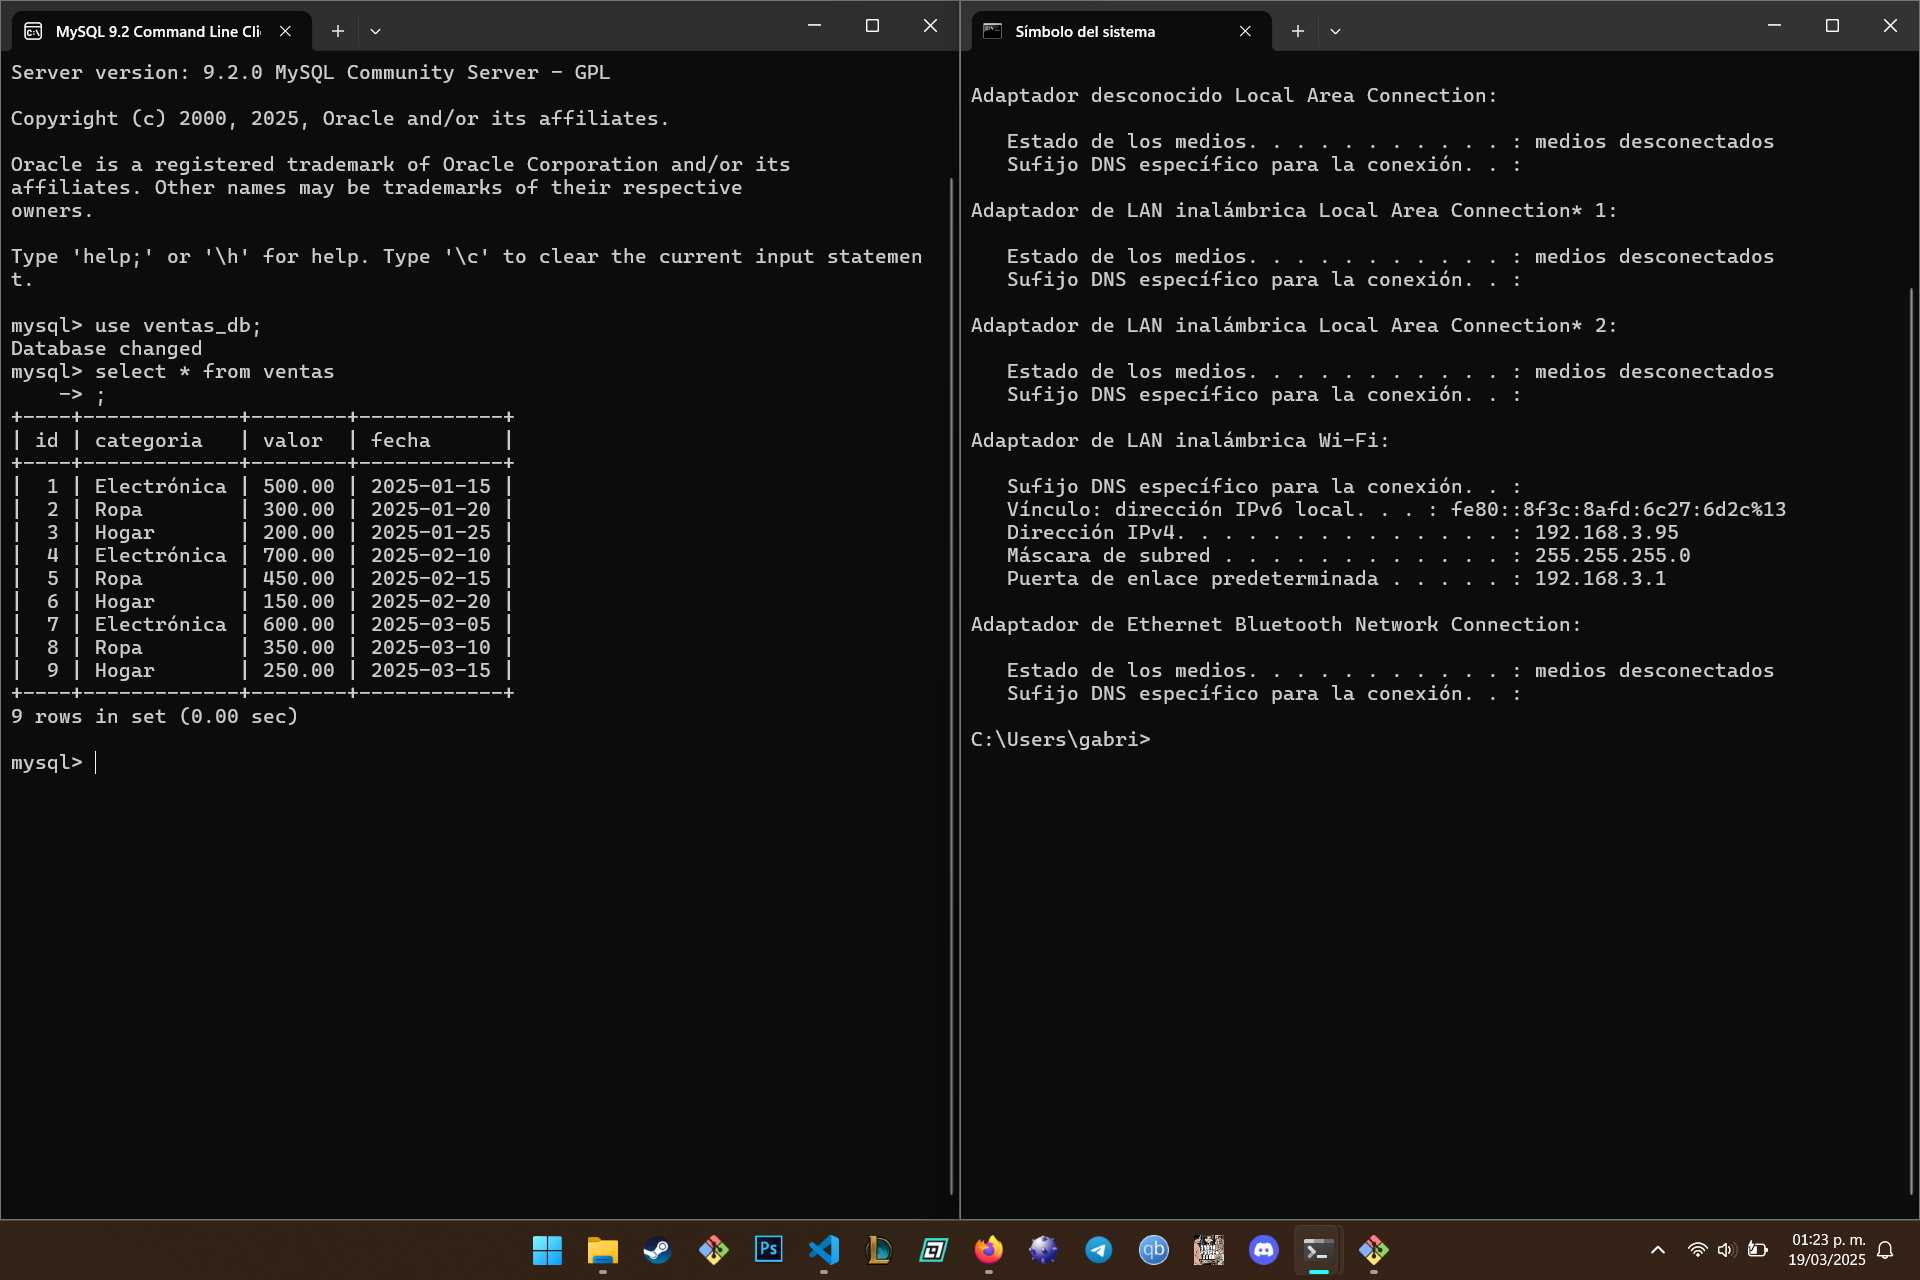 MySQL 9.2 Command Line Cli
Server version: 9.2.0 MySQL Community Server - GPL
Copyright (c) 2000, 2025, Oracle and/or its affiliates.
Oracle is a registered trademark of Oracle Corporation and/or its
affiliates. Other names may be trademarks of their respective
owners.
Type 'help;' or '\h' for help. Type '\c' to clear the current input statemen
t.
mysql> use ventas_db;
Database changed
mysql> select * from ventas
    -> ;
+----+-------------+--------+------------+
| id | categoria   | valor  | fecha      |
+----+-------------+--------+------------+
|  1 | Electrónica | 500.00 | 2025-01-15 |
|  2 | Ropa        | 300.00 | 2025-01-20 |
|  3 | Hogar       | 200.00 | 2025-01-25 |
|  4 | Electrónica | 700.00 | 2025-02-10 |
|  5 | Ropa        | 450.00 | 2025-02-15 |
|  6 | Hogar       | 150.00 | 2025-02-20 |
|  7 | Electrónica | 600.00 | 2025-03-05 |
|  8 | Ropa        | 350.00 | 2025-03-10 |
|  9 | Hogar       | 250.00 | 2025-03-15 |
+----+-------------+--------+------------+
9 rows in set (0.00 sec)
mysql>
Símbolo del sistema
Adaptador desconocido Local Area Connection:
   Estado de los medios. . . . . . . . . . . : medios desconectados
   Sufijo DNS específico para la conexión. . :
Adaptador de LAN inalámbrica Local Area Connection* 1:
   Estado de los medios. . . . . . . . . . . : medios desconectados
   Sufijo DNS específico para la conexión. . :
Adaptador de LAN inalámbrica Local Area Connection* 2:
   Estado de los medios. . . . . . . . . . . : medios desconectados
   Sufijo DNS específico para la conexión. . :
Adaptador de LAN inalámbrica Wi-Fi:
   Sufijo DNS específico para la conexión. . :
   Vínculo: dirección IPv6 local. . . : fe80::8f3c:8afd:6c27:6d2c%13
   Dirección IPv4. . . . . . . . . . . . . . : 192.168.3.95
   Máscara de subred . . . . . . . . . . . . : 255.255.255.0
   Puerta de enlace predeterminada . . . . . : 192.168.3.1
Adaptador de Ethernet Bluetooth Network Connection:
   Estado de los medios. . . . . . . . . . . : medios desconectados
   Sufijo DNS específico para la conexión. . :
C:\Users\gabri>
Ps
qb
01:23 p. m.
19/03/2025